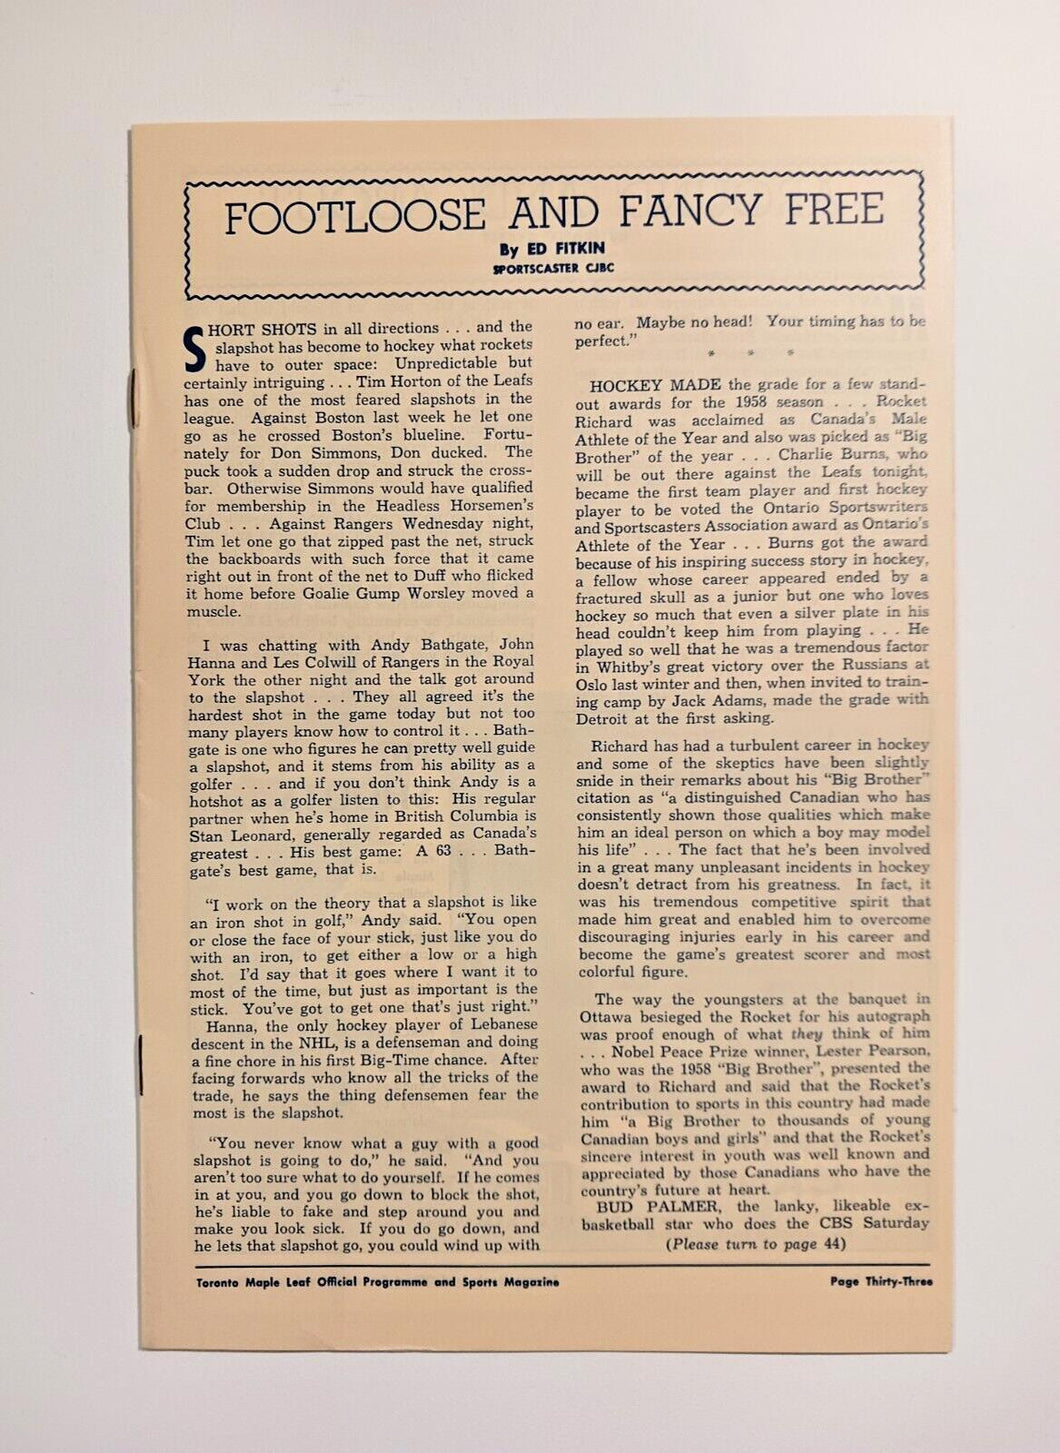 FOOTLOOSE AND FANCY FREE
By ED FITKIN
SPORTSCASTER CJBC
SHORT SHOTS in all directions . . . and the
slapshot has become to hockey what rockets
have to outer space: Unpredictable but
certainly intriguing . . . Tim Horton of the Leafs
has one of the most feared slapshots in the
league. Against Boston last week he let one
go as he crossed Boston's blueline. Fortu-
nately for Don Simmons, Don ducked. The
puck took a sudden drop and struck the cross-
bar. Otherwise Simmons would have qualified
for membership in the Headless Horsemen's
Club . . . Against Rangers Wednesday night,
Tim let one go that zipped past the net, struck
the backboards with such force that it came
right out in front of the net to Duff who flicked
it home before Goalie Gump Worsley moved a
muscle.
I was chatting with Andy Bathgate, John
Hanna and Les Colwill of Rangers in the Royal
York the other night and the talk got around
to the slapshot . . . They all agreed it's the
hardest shot in the game today but not too
many players know how to control it . . . Bath-
gate is one who figures he can pretty well guide
a slapshot, and it stems from his ability as a
golfer . . . and if you don't think Andy is a
hotshot as a golfer listen to this: His regular
partner when he's home in British Columbia is
Stan Leonard, generally regarded as Canada's
greatest . . . His best game: A 63 . . . Bath-
gate's best game, that is.
"I work on the theory that a slapshot is like
an iron shot in golf," Andy said. "You open
or close the face of your stick, just like you do
with an iron, to get either a low or a high
shot. I'd say that it goes where I want it to
most of the time, but just as important is the
stick. You've got to get one that's just right."
Hanna, the only hockey player of Lebanese
descent in the NHL, is a defenseman and doing
a fine chore in his first Big-Time chance. After
facing forwards who know all the tricks of the
trade, he says the thing defensemen fear the
most is the slapshot.
"You never know what a guy with a good
slapshot is going to do," he said. "And you
aren't too sure what to do yourself. If he comes
in at you, and you go down to block the shot,
he's liable to fake and step around you and
make you look sick. If you do go down, and
he lets that slapshot go, you could wind up with
no ear. Maybe no head! Your timing has to be
perfect."
* * *
HOCKEY MADE the grade for a few stand-
out awards for the 1958 season . . . Rocket
Richard was acclaimed as Canada's Male
Athlete of the Year and also was picked as "Big
Brother" of the year . . . Charlie Burns, who
will be out there against the Leafs tonight,
became the first team player and first hockey
player to be voted the Ontario Sportswriters
and Sportscasters Association award as Ontario's
Athlete of the Year . . . Burns got the award
because of his inspiring success story in hockey,
a fellow whose career appeared ended by a
fractured skull as a junior but one who loves
hockey so much that even a silver plate in his
head couldn't keep him from playing . . . He
played so well that he was a tremendous factor
in Whitby's great victory over the Russians at
Oslo last winter and then, when invited to train-
ing camp by Jack Adams, made the grade with
Detroit at the first asking.
Richard has had a turbulent career in hockey
and some of the skeptics have been slightly
snide in their remarks about his "Big Brother"
citation as "a distinguished Canadian who has
consistently shown those qualities which make
him an ideal person on which a boy may model
his life" . . . The fact that he's been involved
in a great many unpleasant incidents in hockey
doesn't detract from his greatness. In fact, it
was his tremendous competitive spirit that
made him great and enabled him to overcome
discouraging injuries early in his career and
become the game's greatest scorer and most
colorful figure.
The way the youngsters at the banquet in
Ottawa besieged the Rocket for his autograph
was proof enough of what they think of him
. . . Nobel Peace Prize winner, Lester Pearson,
who was the 1958 "Big Brother", presented the
award to Richard and said that the Rocket's
contribution to sports in this country had made
him "a Big Brother to thousands of young
Canadian boys and girls" and that the Rocket's
sincere interest in youth was well known and
appreciated by those Canadians who have the
country's future at heart.
BUD PALMER, the lanky, likeable ex-
basketball star who does the CBS Saturday
(Please turn to page 44)
Toronto Maple Leaf Official Programme and Sports Magazine
Page Thirty-Three